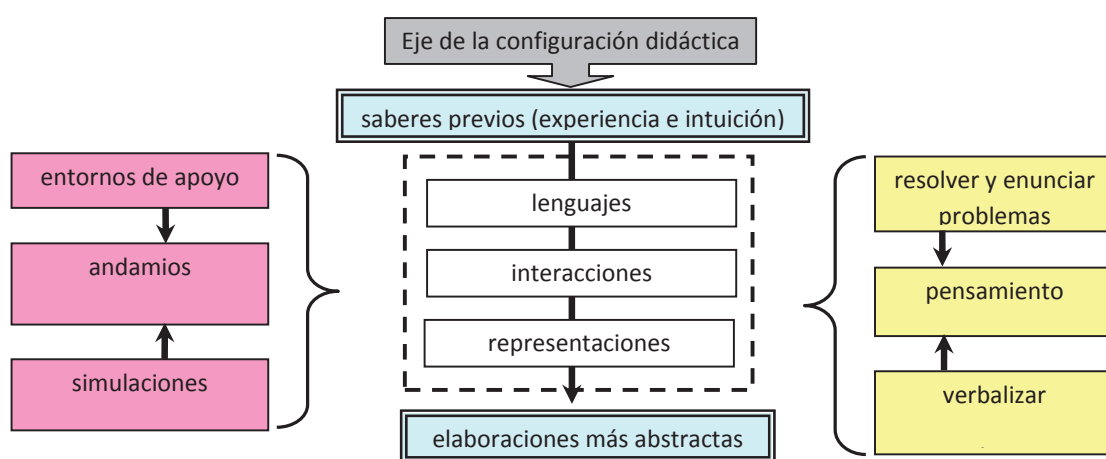 Eje de la configuración didáctica
saberes previos (experiencia e intuición)
entornos de apoyo
andamios
simulaciones
lenguajes
interacciones
representaciones
elaboraciones más abstractas
resolver y enunciar
problemas
pensamiento
verbalizar